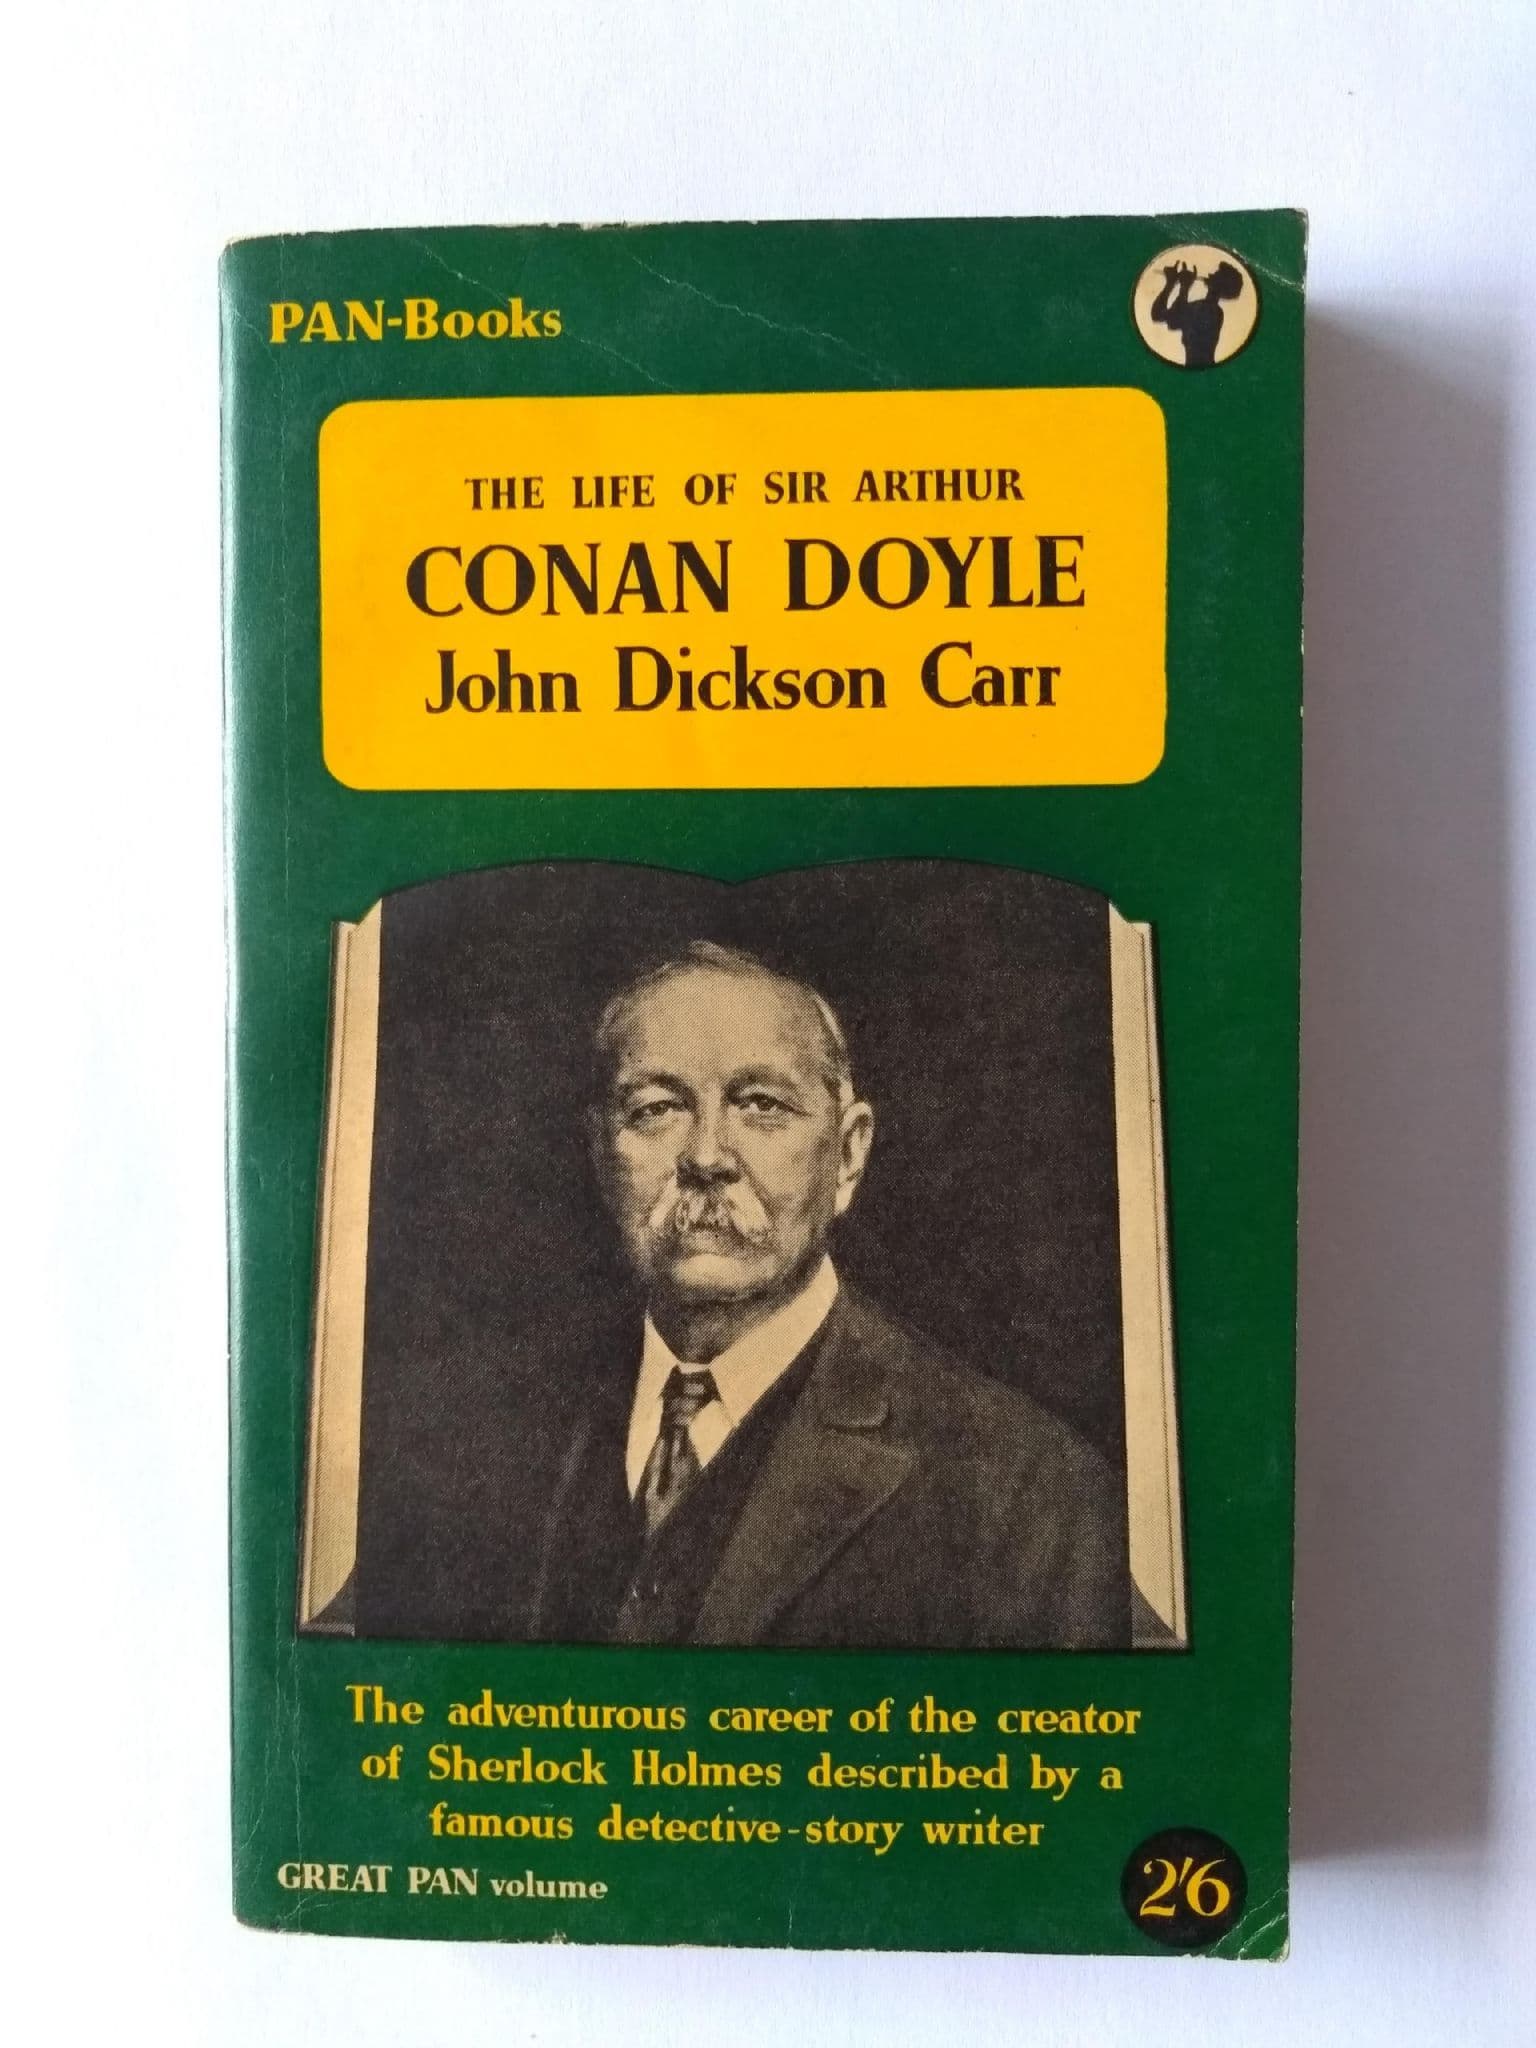 PAN-Books
THE LIFE OF SIR ARTHUR
CONAN DOYLE
John Dickson Carr
The adventurous career of the creator
of Sherlock Holmes described by a
famous detective-story writer
GREAT PAN volume
2'6